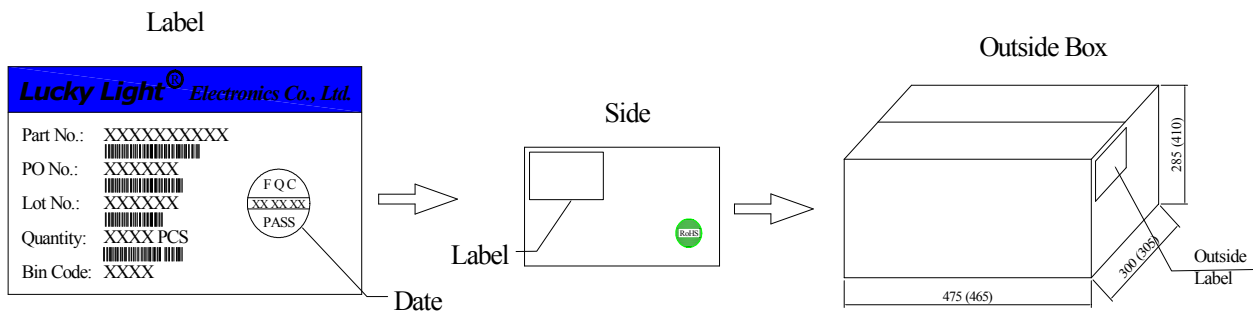 Label
Lucky Light® Electronics Co., Ltd.
Part No.: XXXXXXXXXX
PO No.: XXXXXX
Lot No.: XXXXXX
Quantity: XXXX PCS
Bin Code: XXXX
FQC
XX XX XX
PASS
Date
Side
Label
RoHS
Outside Box
285 (410)
300 (305)
475 (465)
Outside
Label